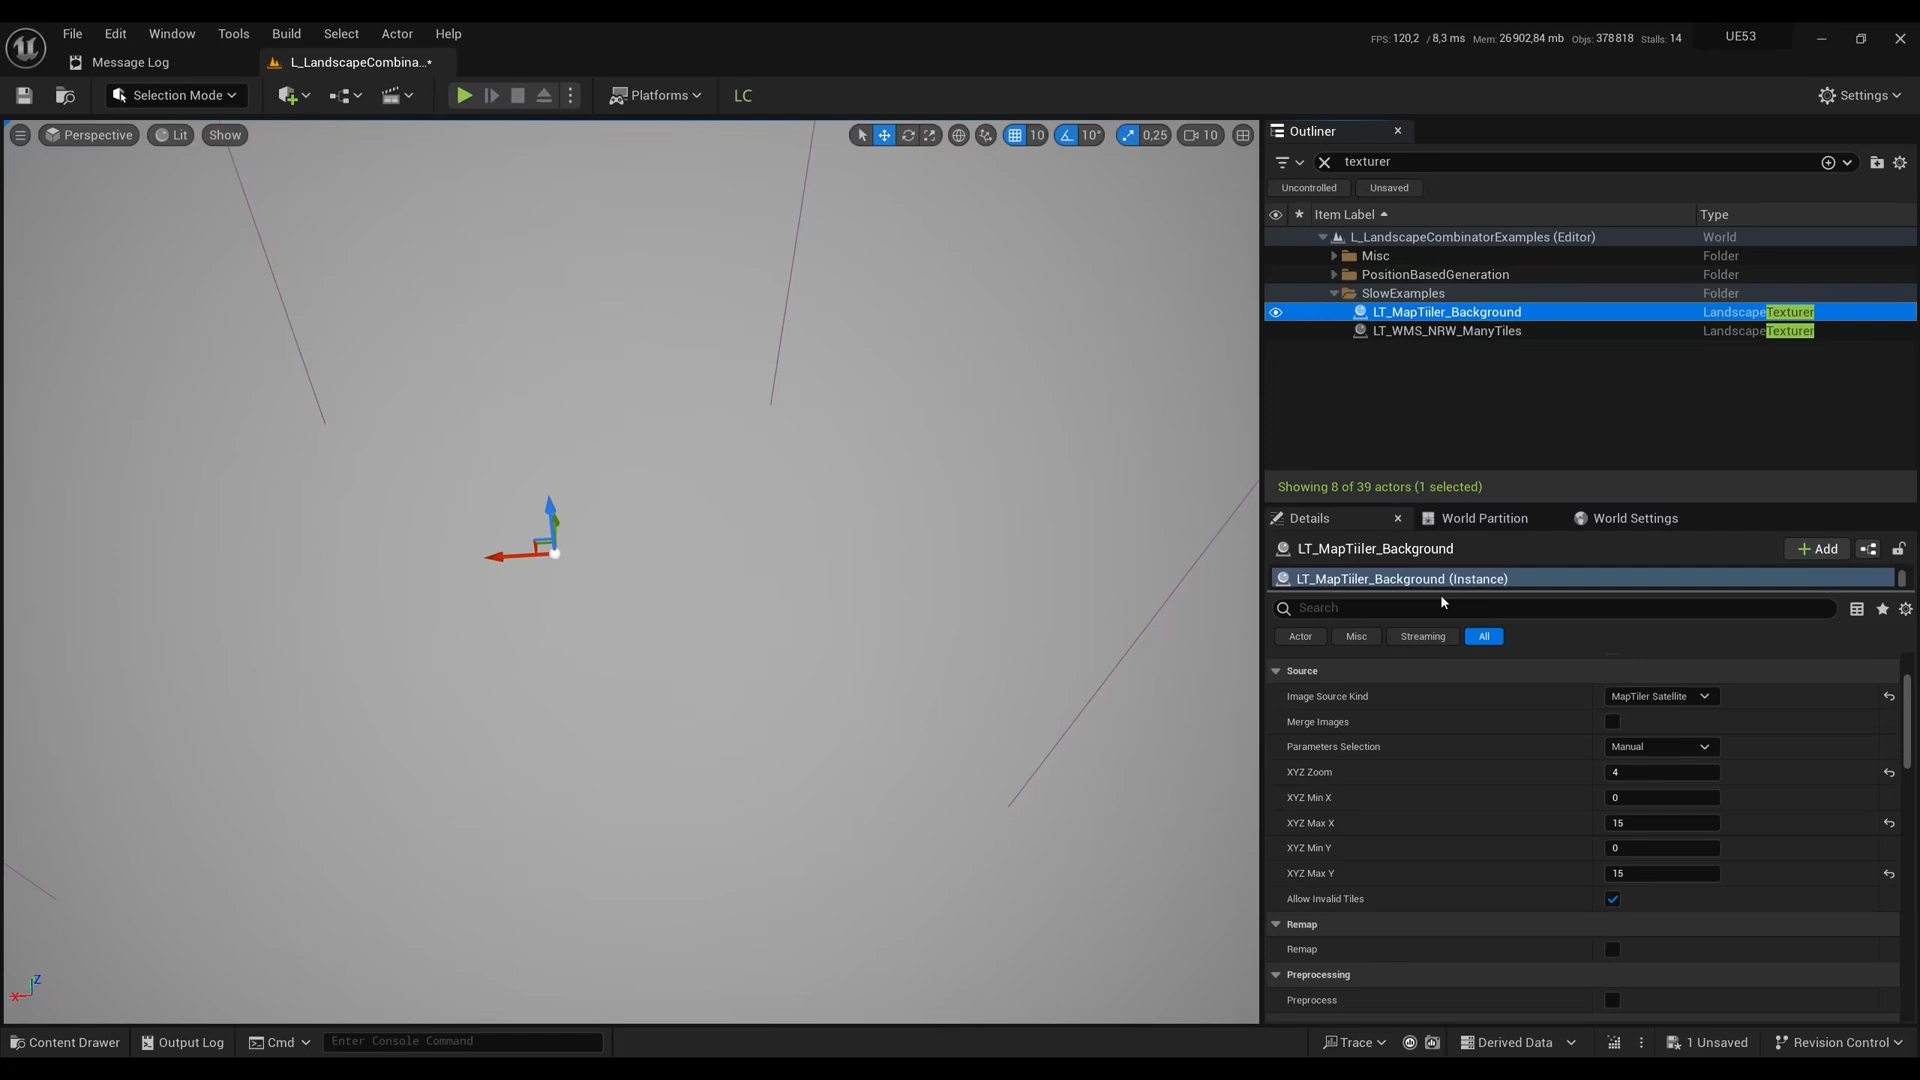 File Edit Window Tools Build Select Actor Help
FPS: 120,2 / 8,3 ms Mem: 26 902,84 mb Objs: 378 818 Stalls: 14
UE53
Message Log
L_LandscapeCombina...*
Selection Mode
Platforms
LC
Settings
Perspective
Lit
Show
10
10°
0,25
10
Outliner
texturer
Uncontrolled
Unsaved
Item Label
Type
L_LandscapeCombinatorExamples (Editor) World
Misc Folder
PositionBasedGeneration Folder
SlowExamples Folder
LT_MapTiiler_Background LandscapeTexturer
LT_WMS_NRW_ManyTiles LandscapeTexturer
Showing 8 of 39 actors (1 selected)
Details
World Partition
World Settings
LT_MapTiiler_Background
Add
LT_MapTiiler_Background (Instance)
Search
Actor
Misc
Streaming
All
Source
Image Source Kind MapTiler Satellite
Merge Images
Parameters Selection Manual
XYZ Zoom 4
XYZ Min X 0
XYZ Max X 15
XYZ Min Y 0
XYZ Max Y 15
Allow Invalid Tiles
Remap
Remap
Preprocessing
Preprocess
Z
X
Content Drawer
Output Log
Cmd
Enter Console Command
Trace
Derived Data
1 Unsaved
Revision Control